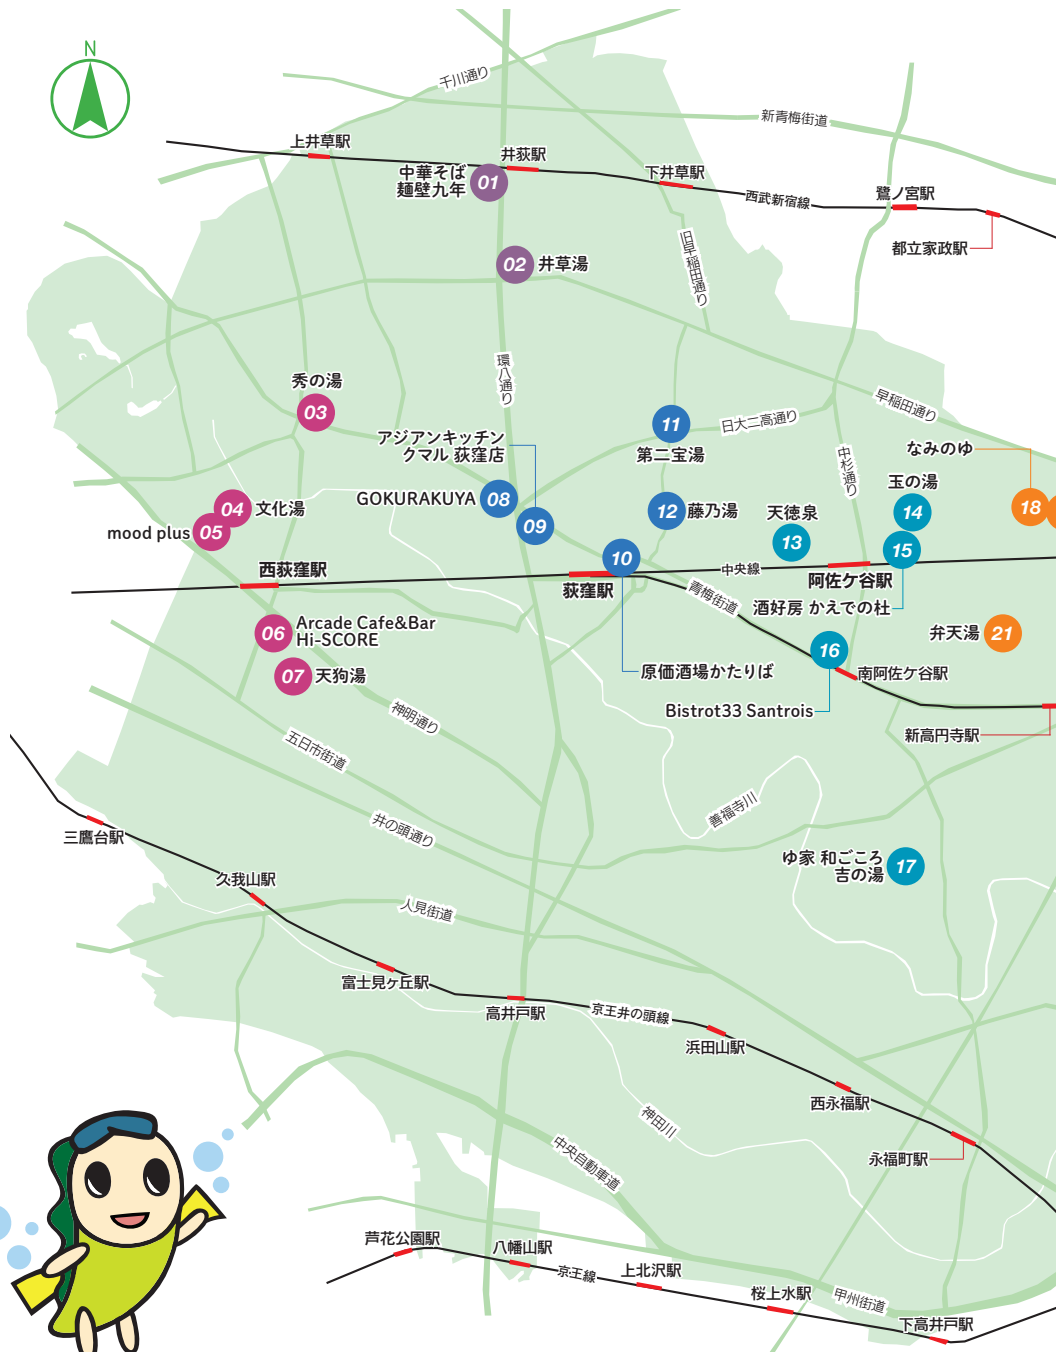 N
千川通り
新青梅街道
上井草駅
井荻駅
中華そば
麺壁九年
01
下井草駅
西武新宿線
鷺ノ宮駅
都立家政駅
02
井草湯
旧早稲田通り
環八通り
秀の湯
03
早稲田通り
日大二高通り
11
第二宝湯
アジアンキッチン
クマル 荻窪店
中杉通り
なみのゆ
18
GOKURAKUYA
08
09
12
藤乃湯
玉の湯
14
天徳泉
13
15
04
文化湯
mood plus
05
10
西荻窪駅
荻窪駅
中央線
阿佐ケ谷駅
青梅街道
酒好房 かえでの杜
06
Arcade Cafe&Bar
Hi-SCORE
07
天狗湯
弁天湯
21
16
原価酒場かたりば
南阿佐ケ谷駅
Bistrot33 Santrois
新高円寺駅
神明通り
五日市街道
井の頭通り
善福寺川
三鷹台駅
ゆ家 和ごころ
吉の湯
17
久我山駅
人見街道
富士見ヶ丘駅
高井戸駅
京王井の頭線
浜田山駅
西永福駅
神田川
永福町駅
中央自動車道
芦花公園駅
八幡山駅
京王線
上北沢駅
桜上水駅
甲州街道
下高井戸駅